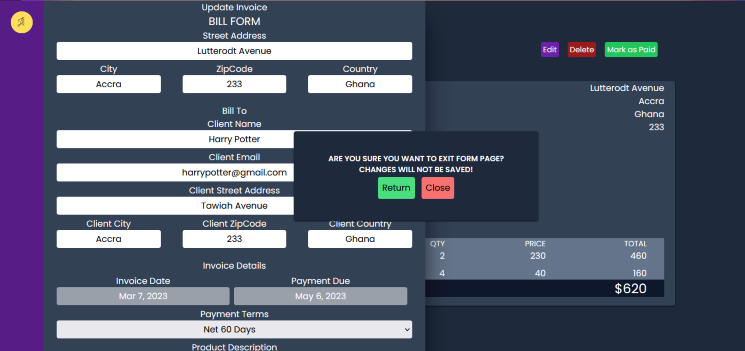 Update Invoice
BILL FORM
Street Address
Lutterodt Avenue
City ZipCode Country
Accra 233 Ghana
Bill To
Client Name
Harry Potter
Client Email
harrypotter@gmail.com
Client Street Address
Tawiah Avenue
Client City Client ZipCode Client Country
Accra 233 Ghana
Invoice Details
Invoice Date Payment Due
Mar 7, 2023 May 6, 2023
Payment Terms
Net 60 Days
Product Description
ARE YOU SURE YOU WANT TO EXIT FORM PAGE?
CHANGES WILL NOT BE SAVED!
Return Close
Edit Delete Mark as Paid
Lutterodt Avenue
Accra
Ghana
233
QTY PRICE TOTAL
2 230 460
4 40 160
$620